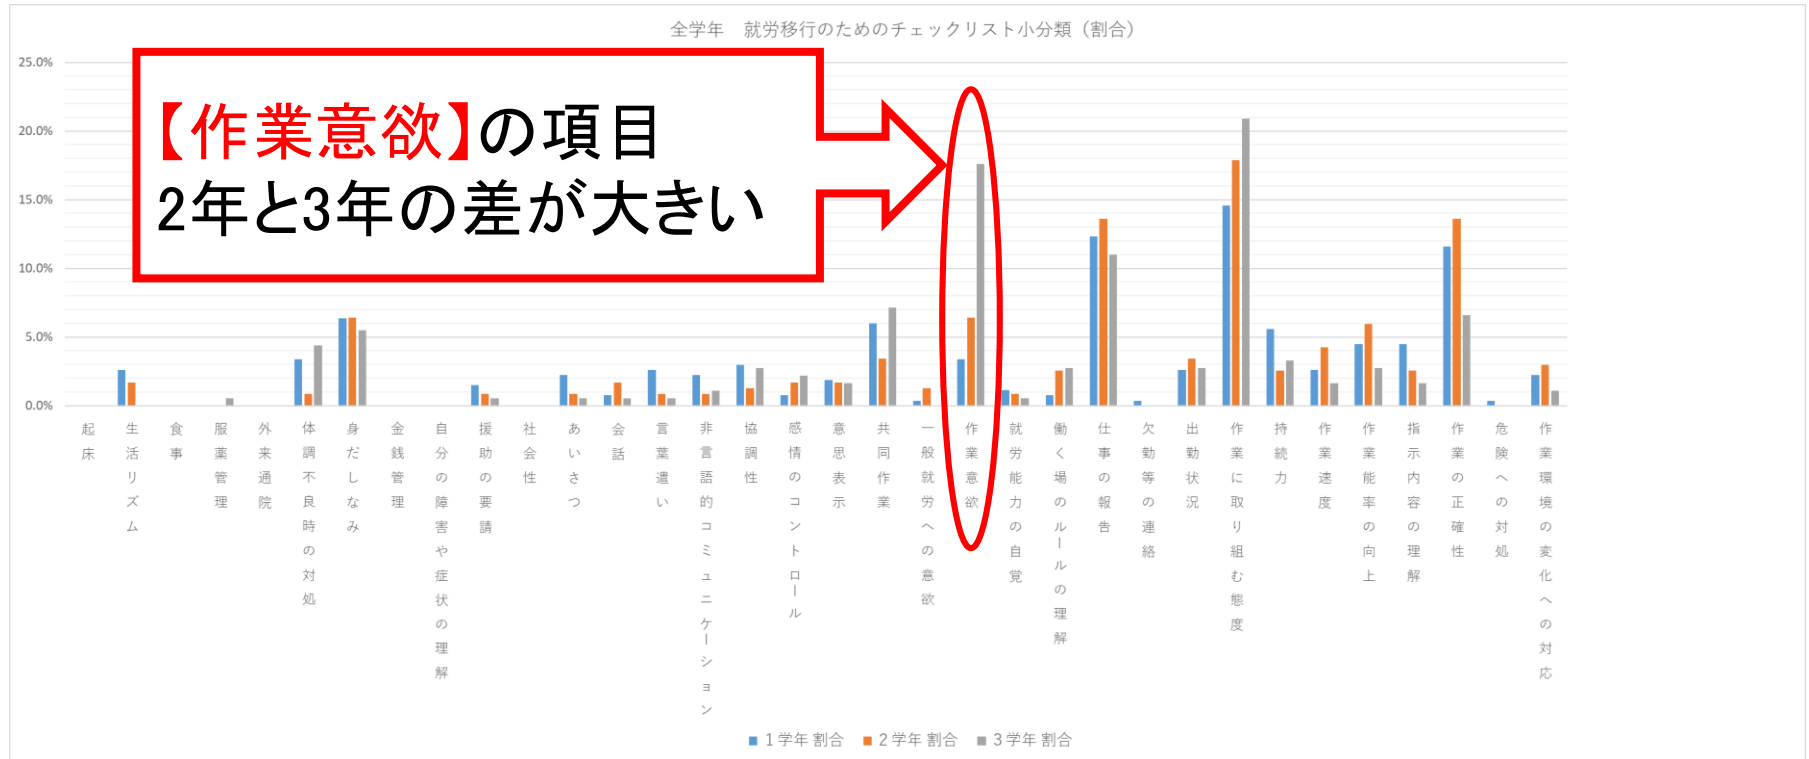 全学年　就労移行のためのチェックリスト小分類（割合）
【作業意欲】の項目
2年と3年の差が大きい
25.0%
20.0%
15.0%
10.0%
5.0%
0.0%
起床
生活リズム
食事
服薬管理
外来通院
体調不良時の対処
身だしなみ
金銭管理
自分の障害や症状の理解
援助の要請
社会性
あいさつ
会話
言葉遣い
非言語的コミュニケーション
協調性
感情のコントロール
意思表示
共同作業
一般就労への意欲
作業意欲
就労能力の自覚
働く場のルールの理解
仕事の報告
欠勤等の連絡
出勤状況
作業に取り組む態度
持続力
作業速度
作業能率の向上
指示内容の理解
作業の正確性
危険への対処
作業環境の変化への対応
1学年 割合 2学年 割合 3学年 割合